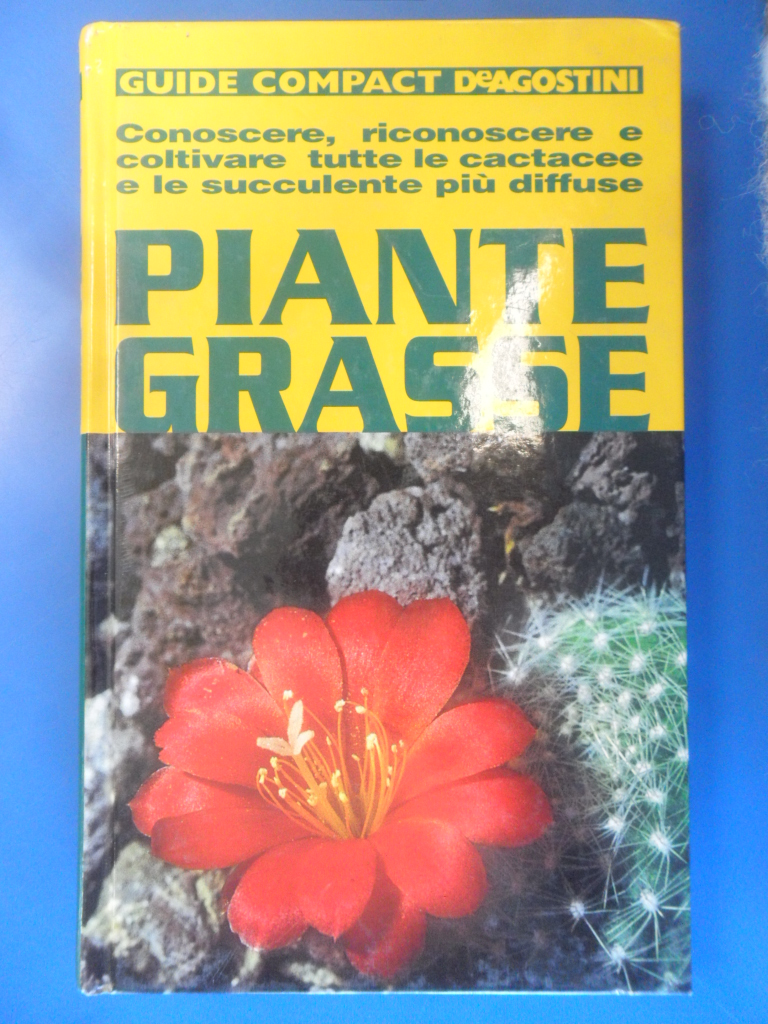 GUIDE COMPACT DeAGOSTINI
Conoscere, riconoscere e
coltivare tutte le cactacee
e le succulente più diffuse
PIANTE
GRASSE